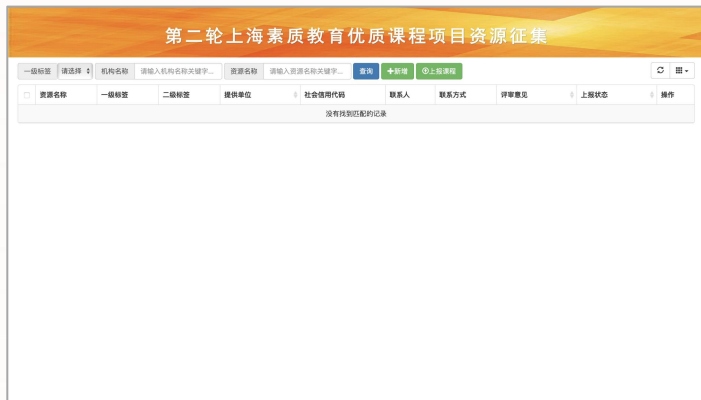 第二轮上海素质教育优质课程项目资源征集
一级标签 请选择 机构名称 请输入机构名称关键字... 资源名称 请输入资源名称关键字... 查询 +新增 上报课程
资源名称 一级标签 二级标签 提供单位 社会信用代码 联系人 联系方式 评审意见 上报状态 操作
没有找到匹配的记录